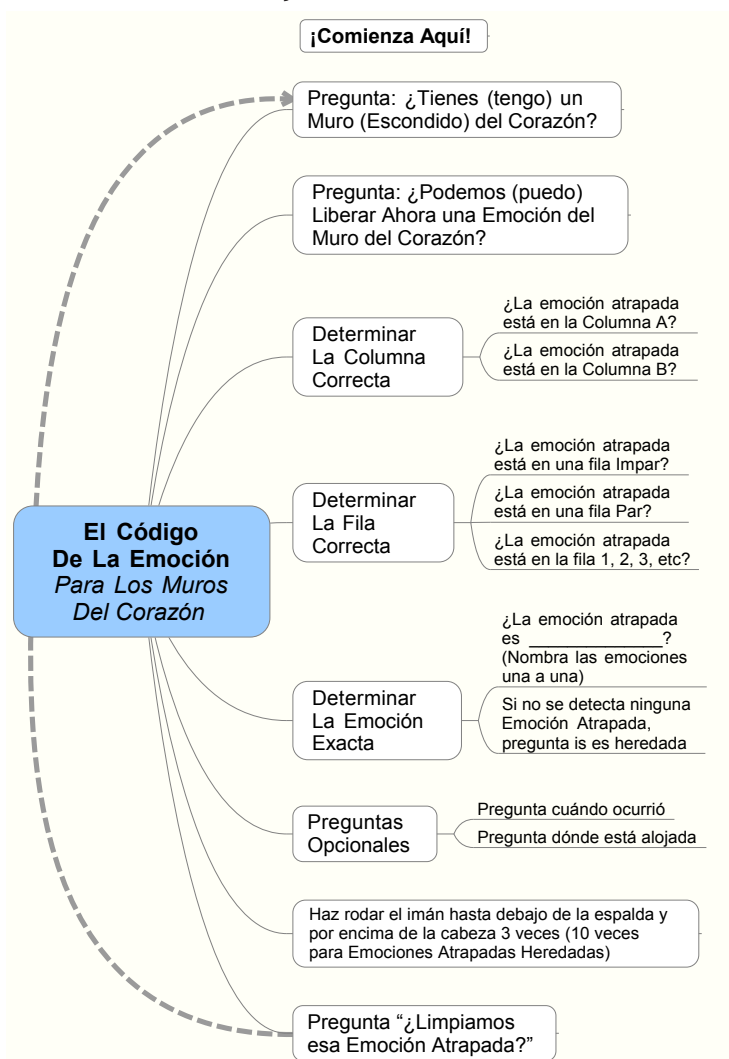 ¡Comienza Aquí!
Pregunta: ¿Tienes (tengo) un
Muro (Escondido) del Corazón?
Pregunta: ¿Podemos (puedo)
Liberar Ahora una Emoción del
Muro del Corazón?
Determinar
La Columna
Correcta
¿La emoción atrapada
está en la Columna A?
¿La emoción atrapada
está en la Columna B?
Determinar
La Fila
Correcta
¿La emoción atrapada
está en una fila Impar?
¿La emoción atrapada
está en una fila Par?
¿La emoción atrapada
está en la fila 1, 2, 3, etc?
El Código
De La Emoción
Para Los Muros
Del Corazón
Determinar
La Emoción
Exacta
¿La emoción atrapada
es _______________?
(Nombra las emociones
una a una)
Si no se detecta ninguna
Emoción Atrapada,
pregunta is es heredada
Preguntas
Opcionales
Pregunta cuándo ocurrió
Pregunta dónde está alojada
Haz rodar el imán hasta debajo de la espalda y
por encima de la cabeza 3 veces (10 veces
para Emociones Atrapadas Heredadas)
Pregunta “¿Limpiamos
esa Emoción Atrapada?”